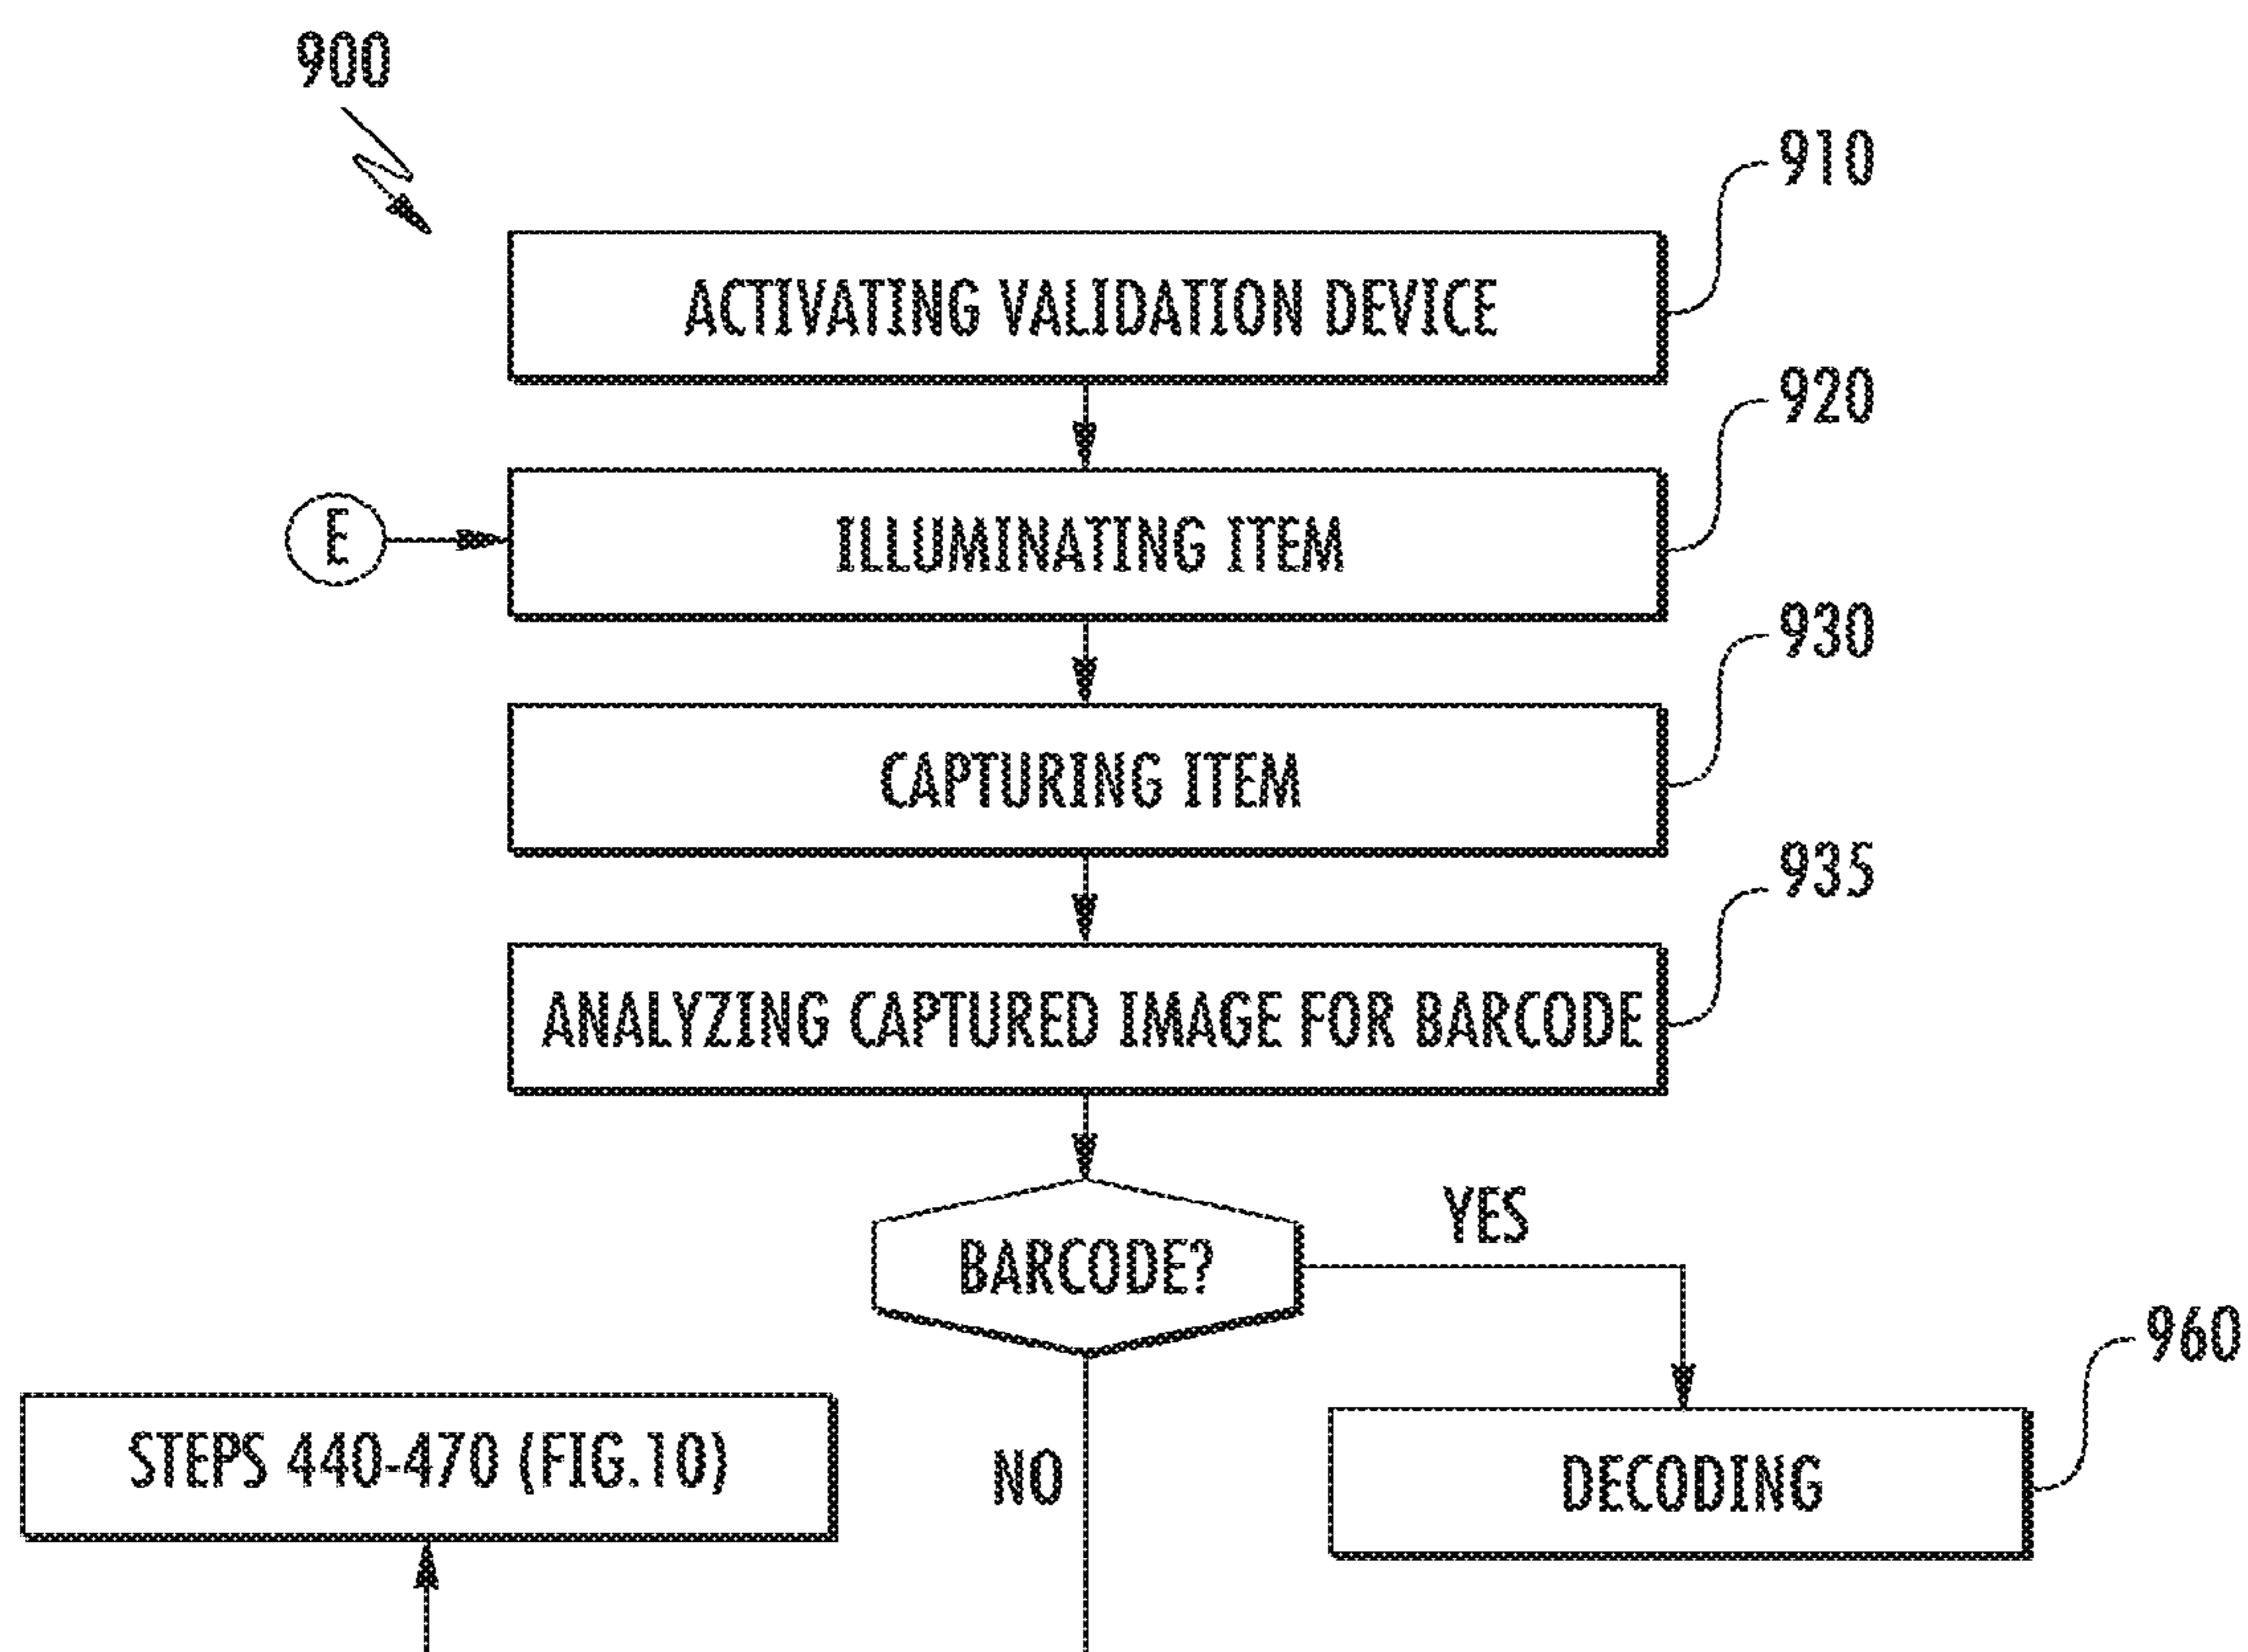 900
910
ACTIVATING VALIDATION DEVICE
920
E
ILLUMINATING ITEM
930
CAPTURING ITEM
935
ANALYZING CAPTURED IMAGE FOR BARCODE
YES
BARCODE?
960
STEPS 440-470 (FIG.10)
NO
DECODING